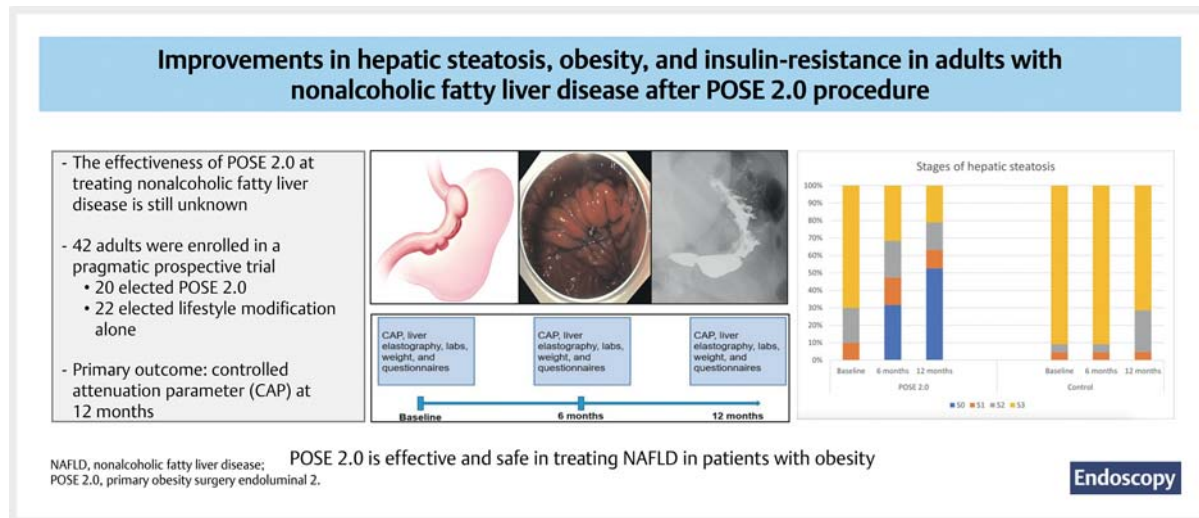 Improvements in hepatic steatosis, obesity, and insulin-resistance in adults with
nonalcoholic fatty liver disease after POSE 2.0 procedure
- The effectiveness of POSE 2.0 at
treating nonalcoholic fatty liver
disease is still unknown
- 42 adults were enrolled in a
pragmatic prospective trial
• 20 elected POSE 2.0
• 22 elected lifestyle modification
alone
- Primary outcome: controlled
attenuation parameter (CAP) at
12 months
CAP, liver
elastography, labs,
weight, and
questionnaires
CAP, liver
elastography, labs,
weight, and
questionnaires
CAP, liver
elastography, labs,
weight, and
questionnaires
Baseline 6 months 12 months
Stages of hepatic steatosis
100%
90%
80%
70%
60%
50%
40%
30%
20%
10%
0%
Baseline 6 months 12 months Baseline 6 months 12 months
POSE 2.0 Control
S0 S1 S2 S3
NAFLD, nonalcoholic fatty liver disease;
POSE 2.0, primary obesity surgery endoluminal 2.
POSE 2.0 is effective and safe in treating NAFLD in patients with obesity
Endoscopy